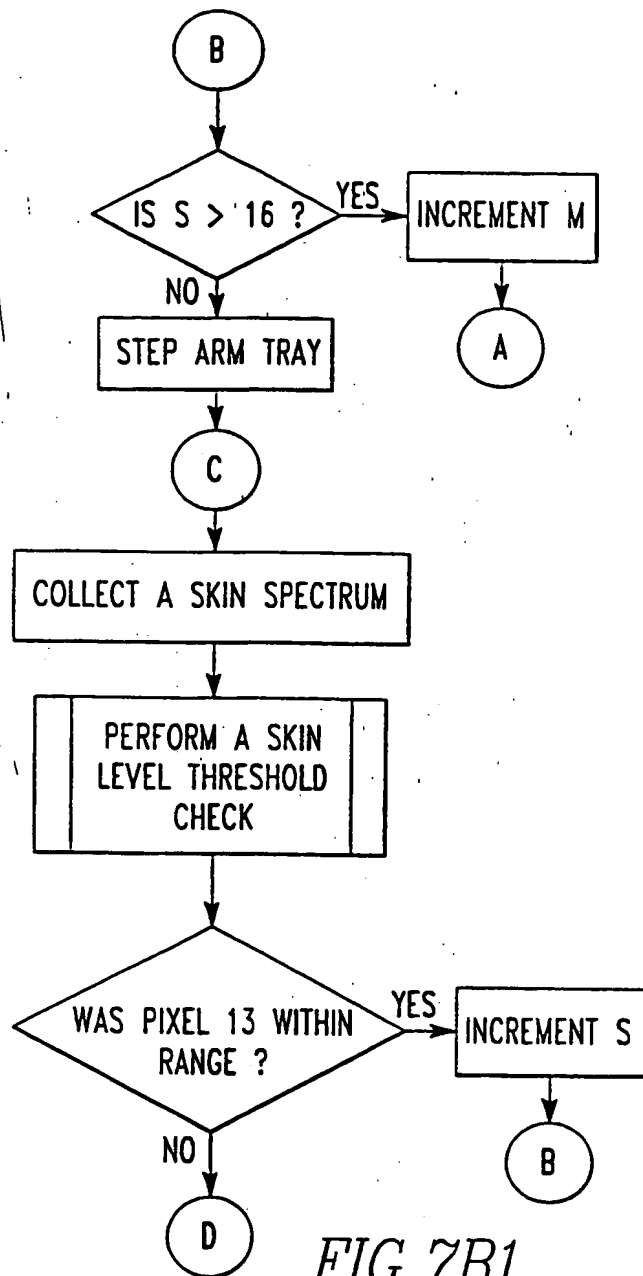 B
IS S > 16 ?
YES
INCREMENT M
NO
A
STEP ARM TRAY
C
COLLECT A SKIN SPECTRUM
PERFORM A SKIN
LEVEL THRESHOLD
CHECK
WAS PIXEL 13 WITHIN
RANGE ?
YES
INCREMENT S
NO
B
D
FIG. 7B1